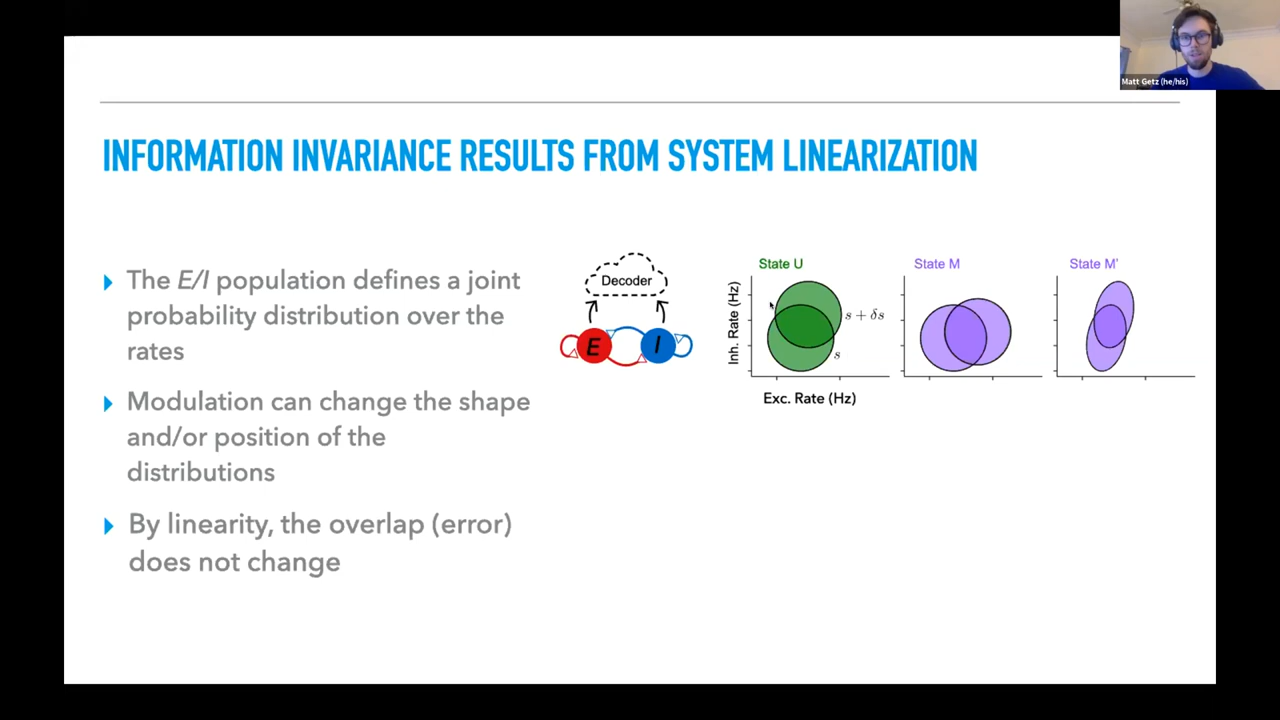 Matt Getz (he/his)
INFORMATION INVARIANCE RESULTS FROM SYSTEM LINEARIZATION
The E/I population defines a joint
probability distribution over the
rates
Modulation can change the shape
and/or position of the
distributions
By linearity, the overlap (error)
does not change
Decoder
E
I
State U
Inh. Rate (Hz)
s + δs
s
Exc. Rate (Hz)
State M
State M'